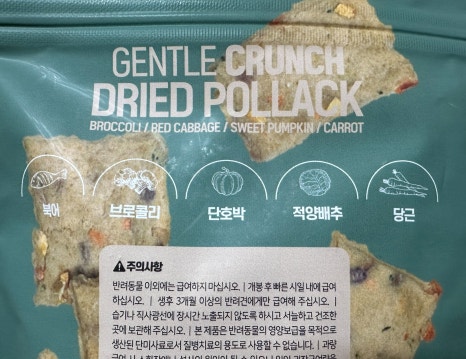 GENTLE CRUNCH
DRIED POLLACK
BROCCOLI / RED CABBAGE / SWEET PUMPKIN / CARROT
북어 브로콜리 단호박 적양배추 당근
주의사항
반려동물 이외에는 급여하지 마십시오. | 개봉 후 빠른 시일 내에 급여
하십시오. | 생후 3개월 이상의 반려견에게만 급여해 주십시오. |
습기나 직사광선에 장시간 노출되지 않도록 하시고 서늘하고 건조한
곳에 보관해 주십시오. | 본 제품은 반려동물의 영양보급을 목적으로
생산된 단미사료로서 질병치료의 용도로 사용할 수 없습니다. | 과량